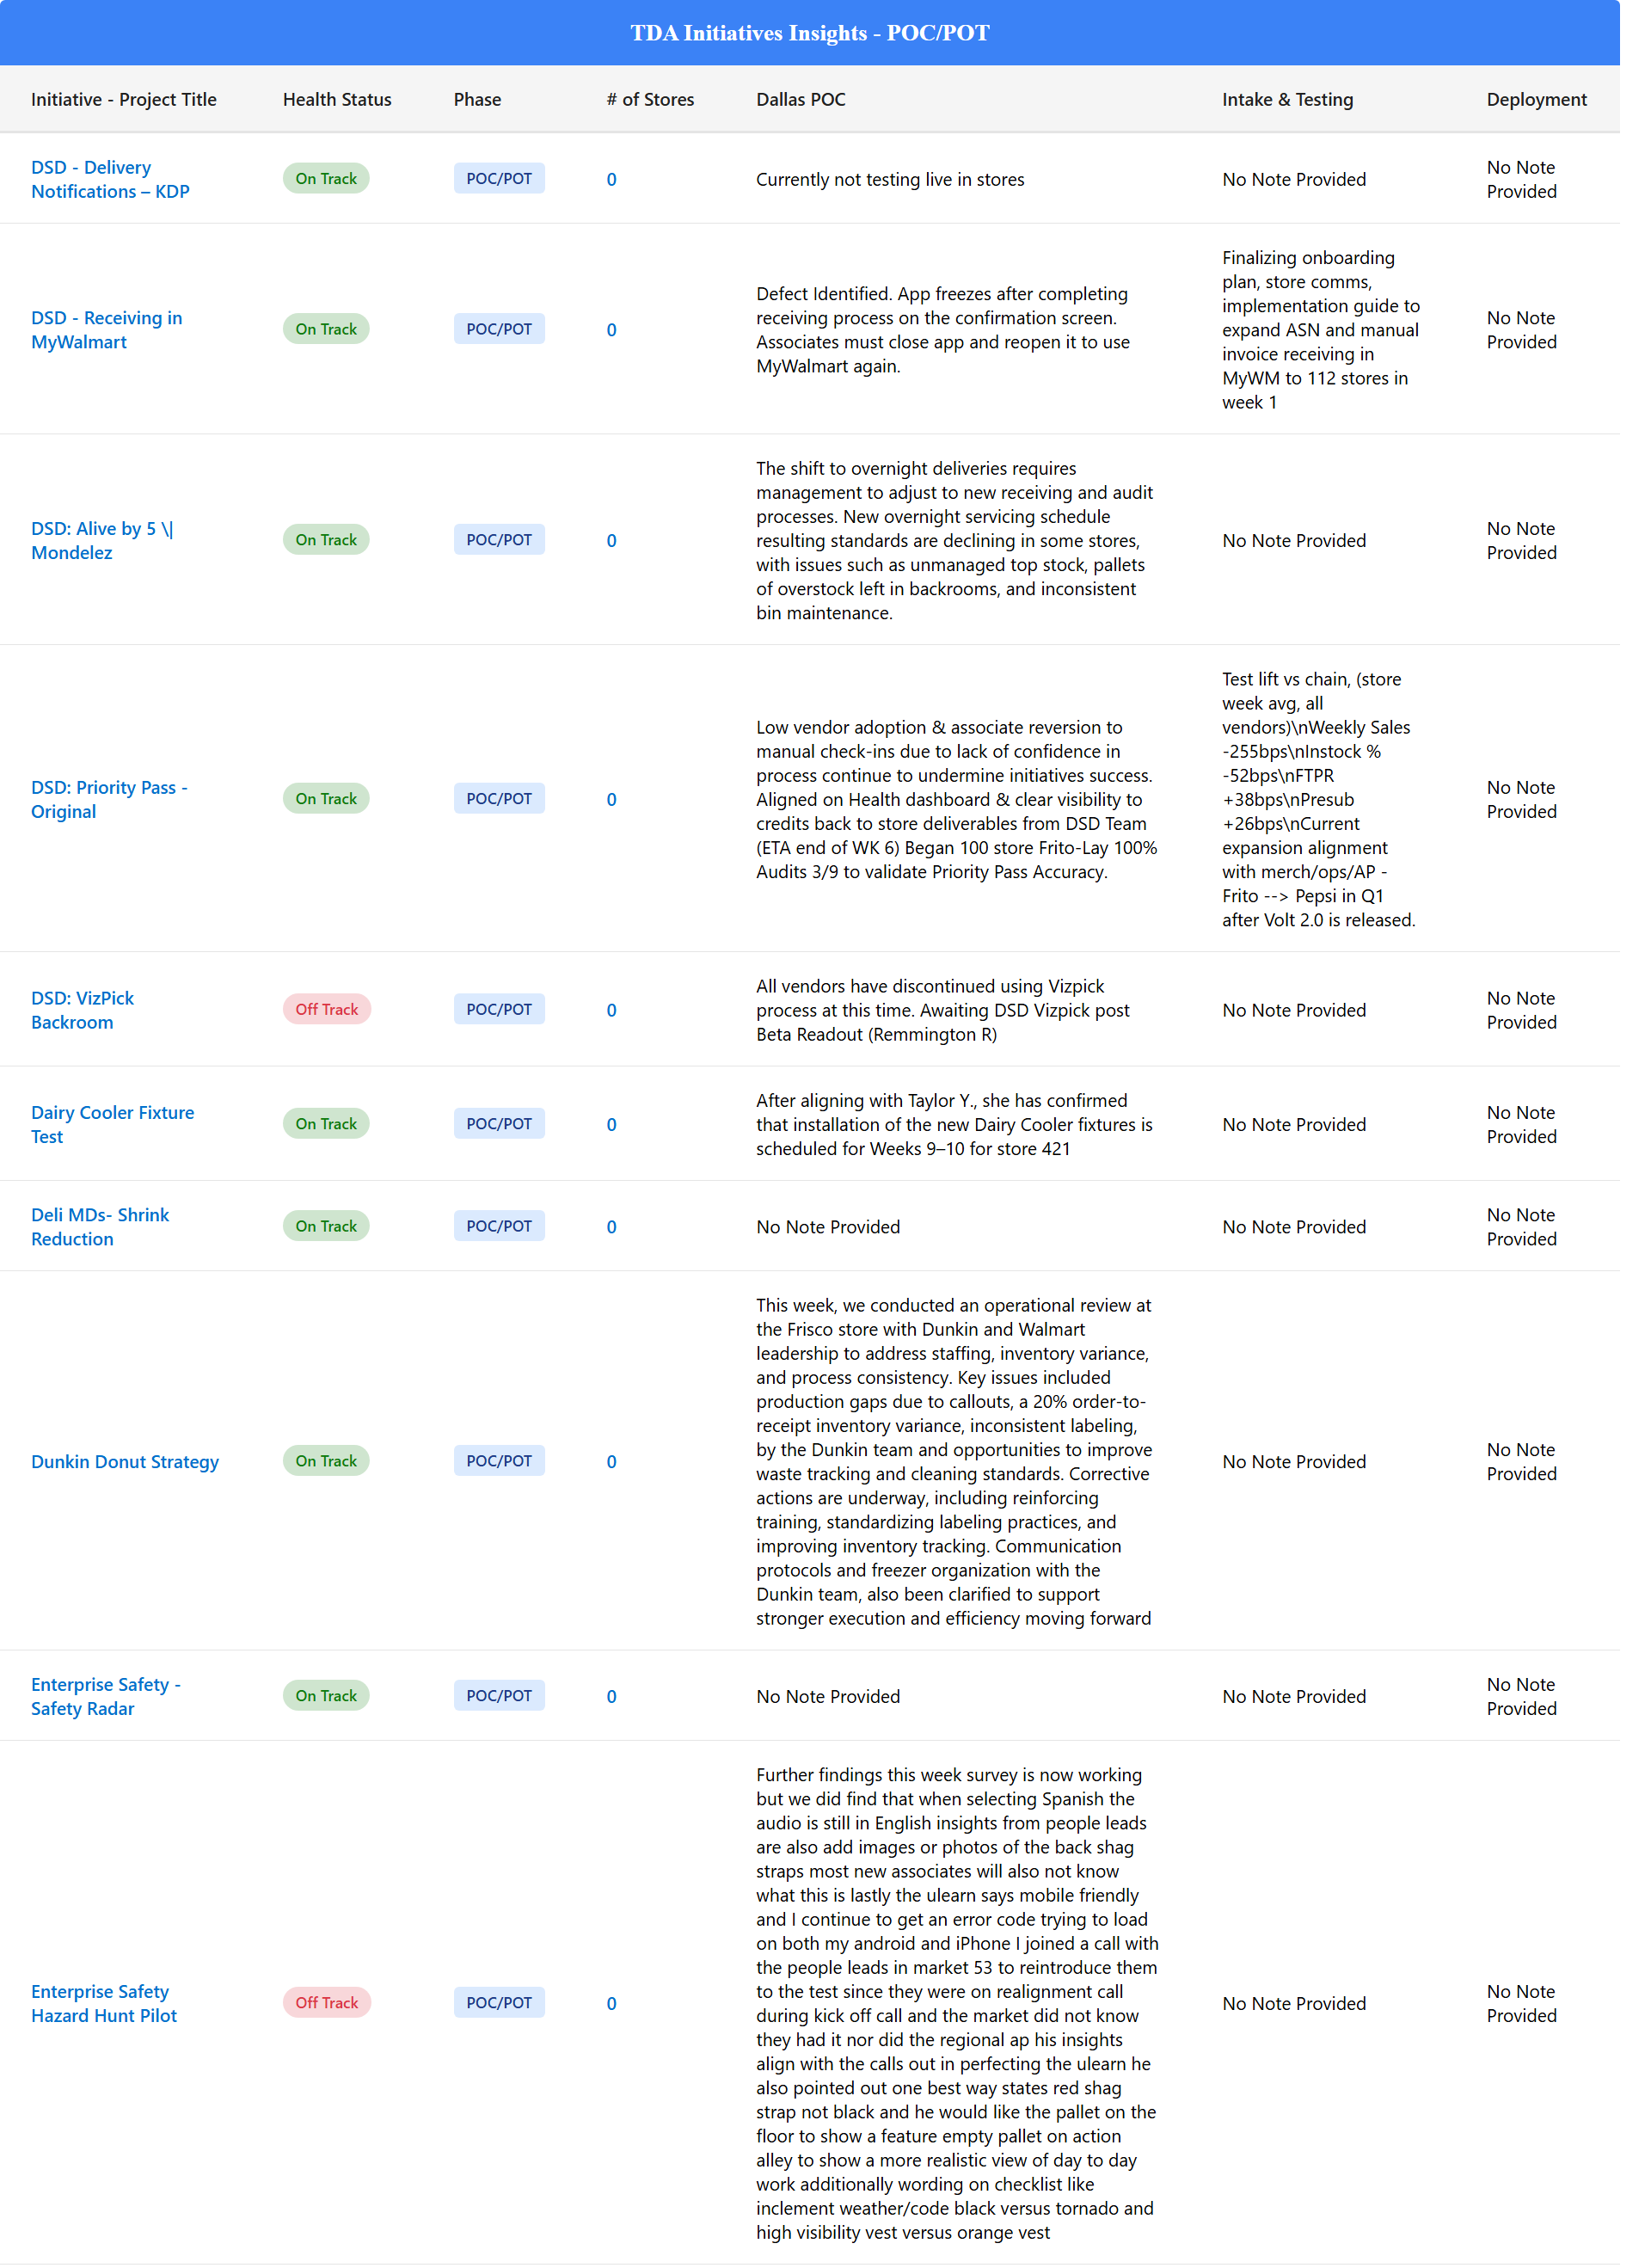 TDA Initiatives Insights - POC/POT
Initiative - Project Title
Health Status
Phase
# of Stores
Dallas POC
Intake & Testing
Deployment
DSD - Delivery
Notifications – KDP
On Track
POC/POT
0
Currently not testing live in stores
No Note Provided
No Note
Provided
DSD - Receiving in
MyWalmart
On Track
POC/POT
0
Defect Identified. App freezes after completing
receiving process on the confirmation screen.
Associates must close app and reopen it to use
MyWalmart again.
Finalizing onboarding
plan, store comms,
implementation guide to
expand ASN and manual
invoice receiving in
MyWM to 112 stores in
week 1
No Note
Provided
DSD: Alive by 5 \|
Mondelez
On Track
POC/POT
0
The shift to overnight deliveries requires
management to adjust to new receiving and audit
processes. New overnight servicing schedule
resulting standards are declining in some stores,
with issues such as unmanaged top stock, pallets
of overstock left in backrooms, and inconsistent
bin maintenance.
No Note Provided
No Note
Provided
DSD: Priority Pass -
Original
On Track
POC/POT
0
Low vendor adoption & associate reversion to
manual check-ins due to lack of confidence in
process continue to undermine initiatives success.
Aligned on Health dashboard & clear visibility to
credits back to store deliverables from DSD Team
(ETA end of WK 6) Began 100 store Frito-Lay 100%
Audits 3/9 to validate Priority Pass Accuracy.
Test lift vs chain, (store
week avg, all
vendors)\nWeekly Sales
-255bps\nInstock %
-52bps\nFTPR
+38bps\nPresub
+26bps\nCurrent
expansion alignment
with merch/ops/AP -
Frito --> Pepsi in Q1
after Volt 2.0 is released.
No Note
Provided
DSD: VizPick
Backroom
Off Track
POC/POT
0
All vendors have discontinued using Vizpick
process at this time. Awaiting DSD Vizpick post
Beta Readout (Remmington R)
No Note Provided
No Note
Provided
Dairy Cooler Fixture
Test
On Track
POC/POT
0
After aligning with Taylor Y., she has confirmed
that installation of the new Dairy Cooler fixtures is
scheduled for Weeks 9–10 for store 421
No Note Provided
No Note
Provided
Deli MDs- Shrink
Reduction
On Track
POC/POT
0
No Note Provided
No Note Provided
No Note
Provided
Dunkin Donut Strategy
On Track
POC/POT
0
This week, we conducted an operational review at
the Frisco store with Dunkin and Walmart
leadership to address staffing, inventory variance,
and process consistency. Key issues included
production gaps due to callouts, a 20% order-to-
receipt inventory variance, inconsistent labeling,
by the Dunkin team and opportunities to improve
waste tracking and cleaning standards. Corrective
actions are underway, including reinforcing
training, standardizing labeling practices, and
improving inventory tracking. Communication
protocols and freezer organization with the
Dunkin team, also been clarified to support
stronger execution and efficiency moving forward
No Note Provided
No Note
Provided
Enterprise Safety -
Safety Radar
On Track
POC/POT
0
No Note Provided
No Note Provided
No Note
Provided
Enterprise Safety
Hazard Hunt Pilot
Off Track
POC/POT
0
Further findings this week survey is now working
but we did find that when selecting Spanish the
audio is still in English insights from people leads
are also add images or photos of the back shag
straps most new associates will also not know
what this is lastly the ulearn says mobile friendly
and I continue to get an error code trying to load
on both my android and iPhone I joined a call with
the people leads in market 53 to reintroduce them
to the test since they were on realignment call
during kick off call and the market did not know
they had it nor did the regional ap his insights
align with the calls out in perfecting the ulearn he
also pointed out one best way states red shag
strap not black and he would like the pallet on the
floor to show a feature empty pallet on action
alley to show a more realistic view of day to day
work additionally wording on checklist like
inclement weather/code black versus tornado and
high visibility vest versus orange vest
No Note Provided
No Note
Provided